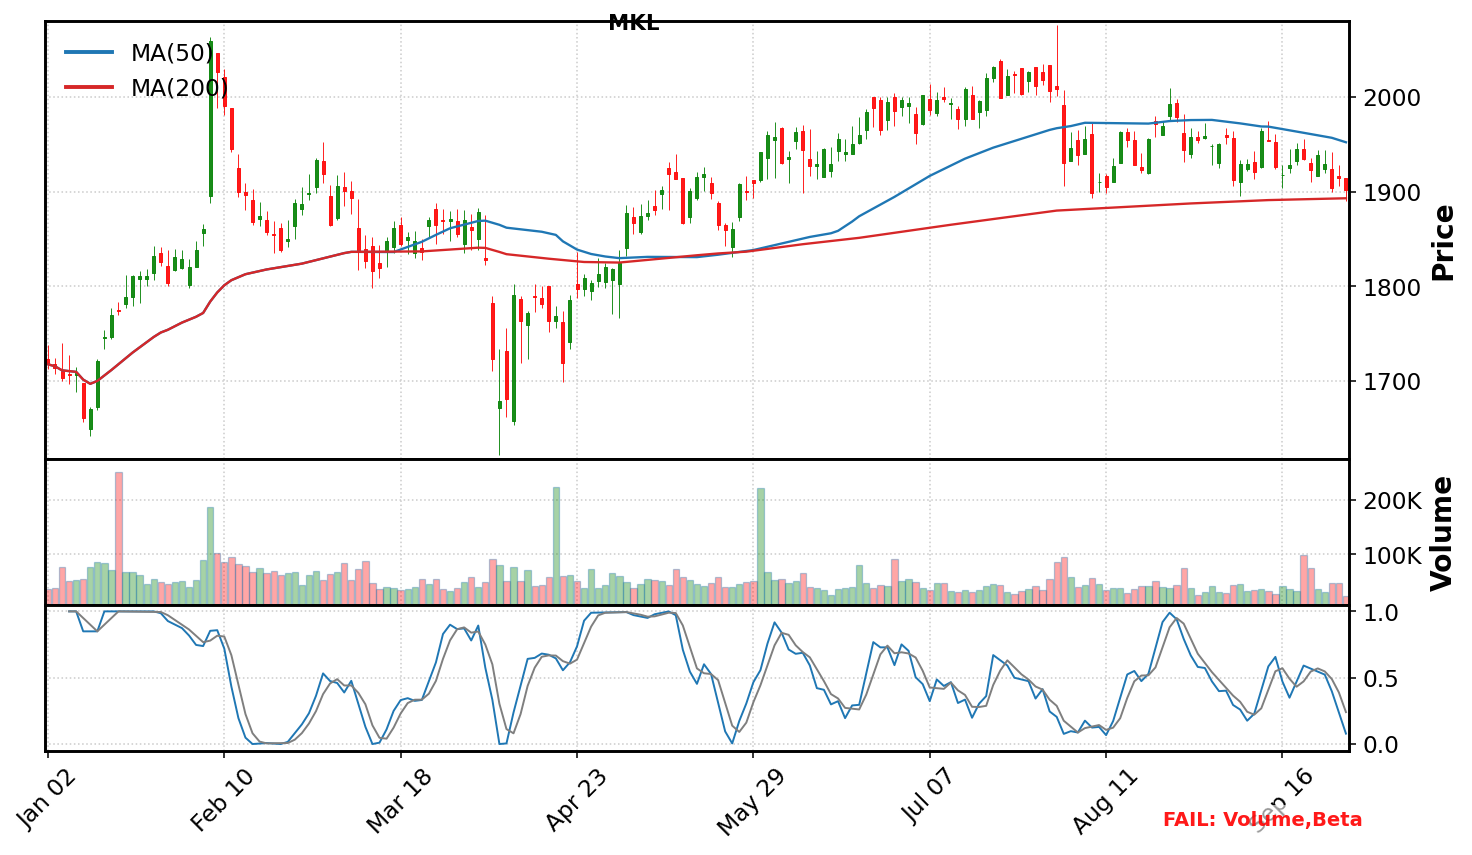 MKL
MA(50)
MA(200)
2000
1900
1800
1700
Price
200K
100K
Volume
1.0
0.5
0.0
Jan 02
Feb 10
Mar 18
Apr 23
May 29
Jul 07
Aug 11
Sep 16
FAIL: Volume,Beta